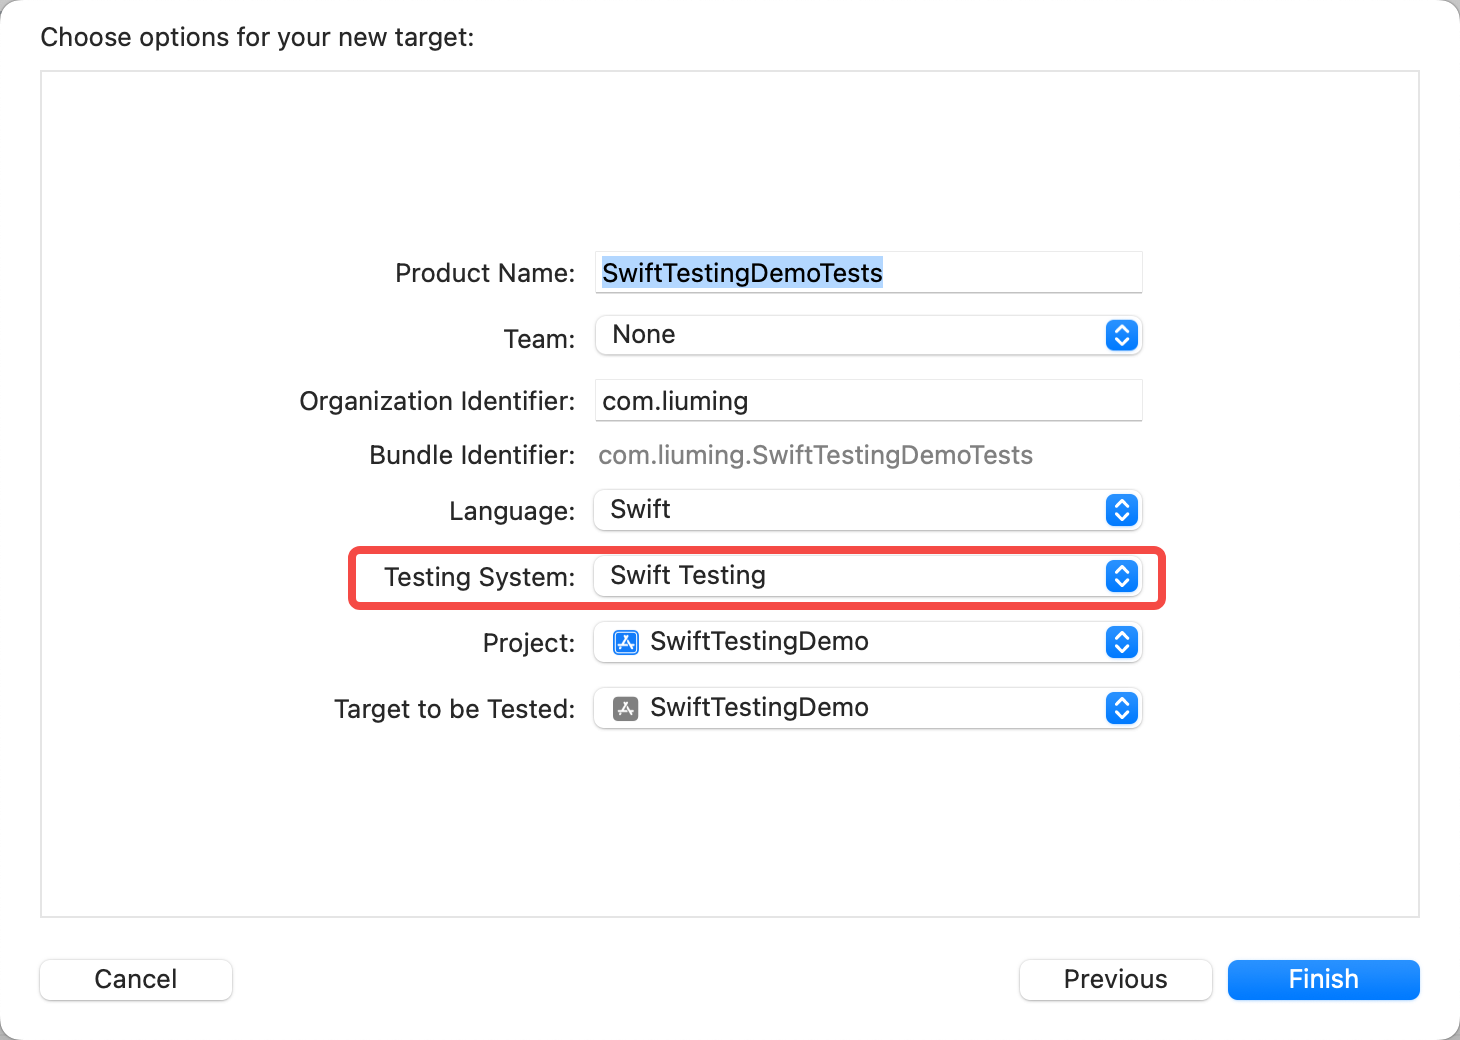 Choose options for your new target:
Product Name: SwiftTestingDemoTests
Team: None
Organization Identifier: com.liuming
Bundle Identifier: com.liuming.SwiftTestingDemoTests
Language: Swift
Testing System: Swift Testing
Project: SwiftTestingDemo
Target to be Tested: SwiftTestingDemo
Cancel Previous Finish